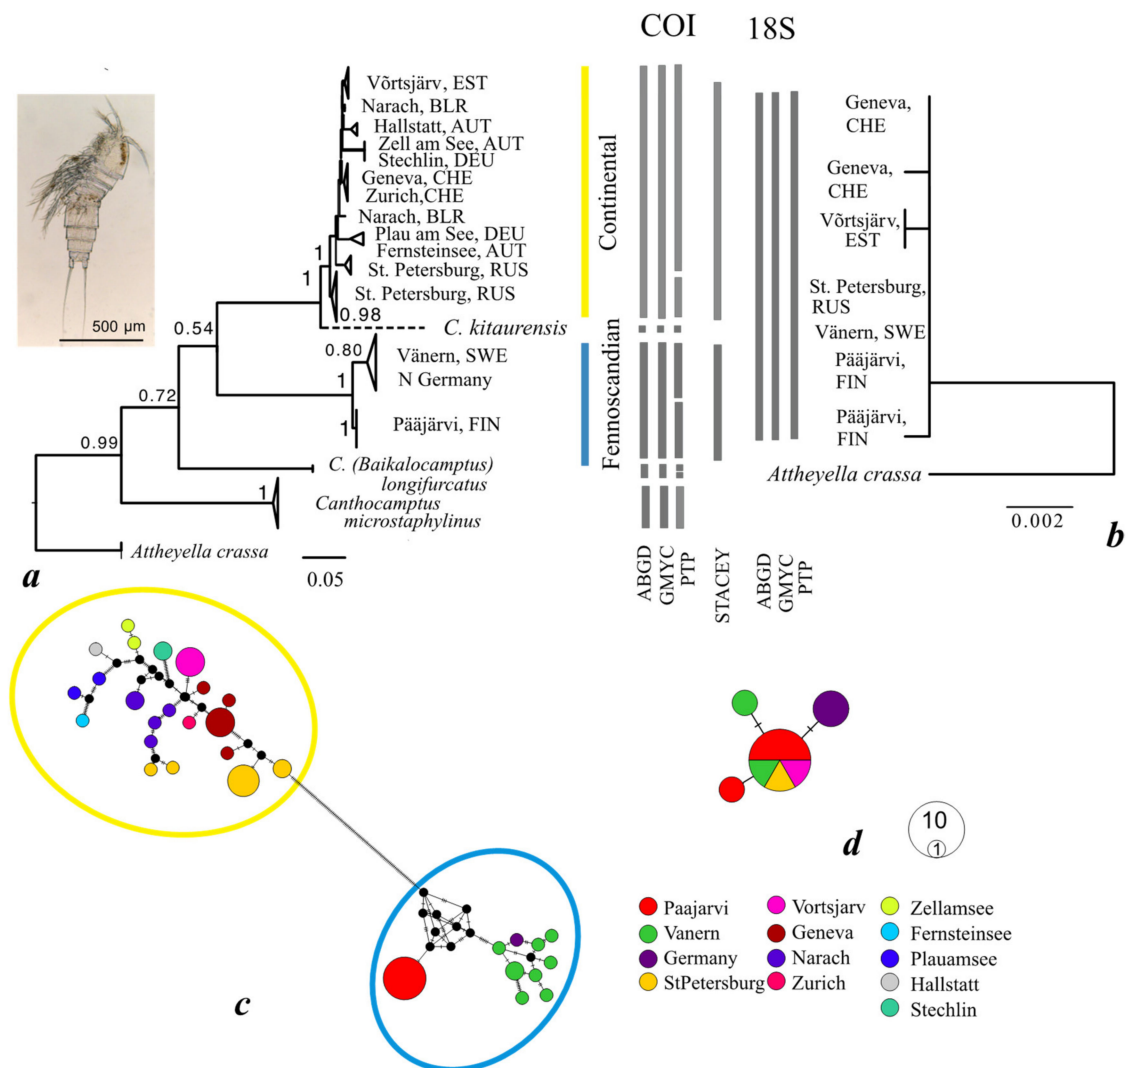 COI 18S
Võrtsjärv, EST
Narach, BLR
Hallstatt, AUT
Zell am See, AUT
Stechlin, DEU
Geneva, CHE
Zurich,CHE
Narach, BLR
Plau am See, DEU
Fernsteinsee, AUT
St. Petersburg, RUS
St. Petersburg, RUS
C. kitaurensis
Vänern, SWE
N Germany
Pääjärvi, FIN
C. (Baikalocamptus)
longifurcatus
Canthocamptus
microstaphylinus
Attheyella crassa
500 µm
1
1
0.98
0.54
0.80
1
0.72
1
0.99
1
0.05
a
Continental
Fennoscandian
ABGD
GMYC
PTP
STACEY
ABGD
GMYC
PTP
Geneva,
CHE
Geneva,
CHE
Võrtsjärv,
EST
St. Petersburg,
RUS
Vänern, SWE
Pääjärvi,
FIN
Pääjärvi,
FIN
Attheyella crassa
0.002
b
c
d
10
1
Paajarvi
Vanern
Germany
StPetersburg
Vortsjarv
Geneva
Narach
Zurich
Zellamsee
Fernsteinsee
Plauamsee
Hallstatt
Stechlin